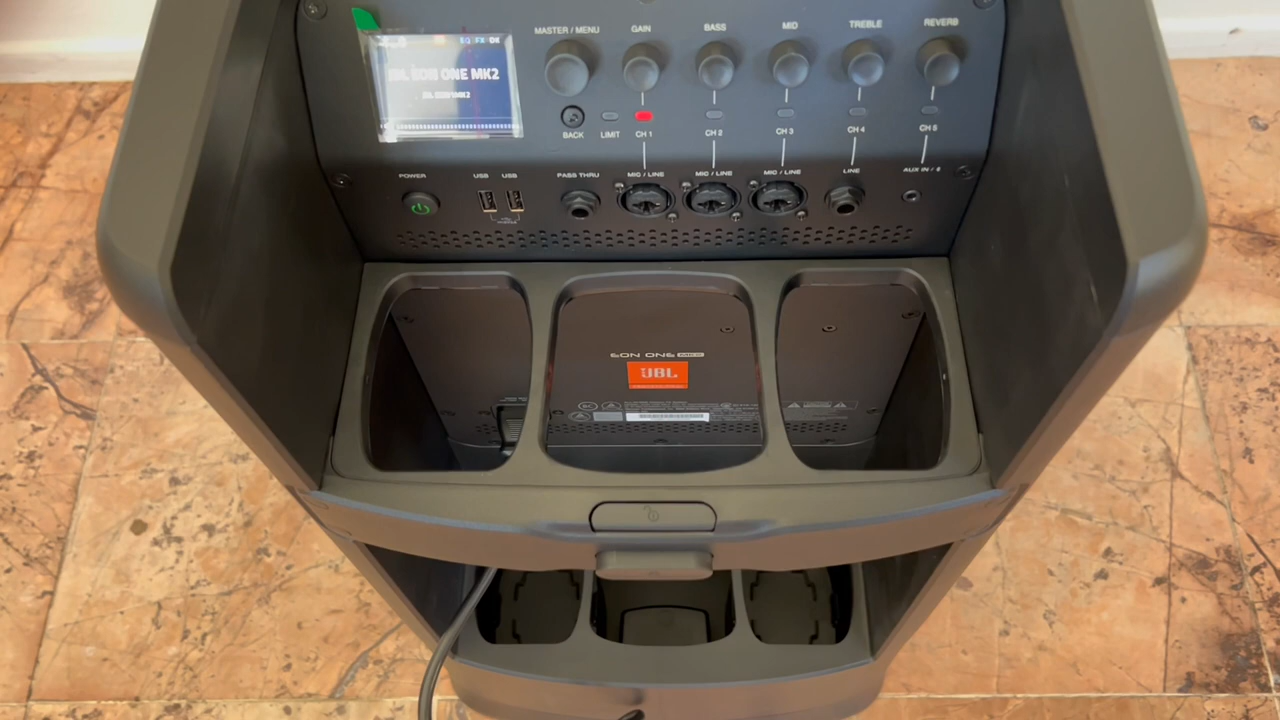 EQ FX DK
JBL EON ONE MK2
MASTER / MENU GAIN BASS MID TREBLE REVERB
BACK LIMIT CH 1 CH 2 CH 3 CH 4 CH 5
POWER USB USB PASS THRU MIC / LINE MIC / LINE MIC / LINE LINE AUX IN / 5
EON ONE MK2
JBL